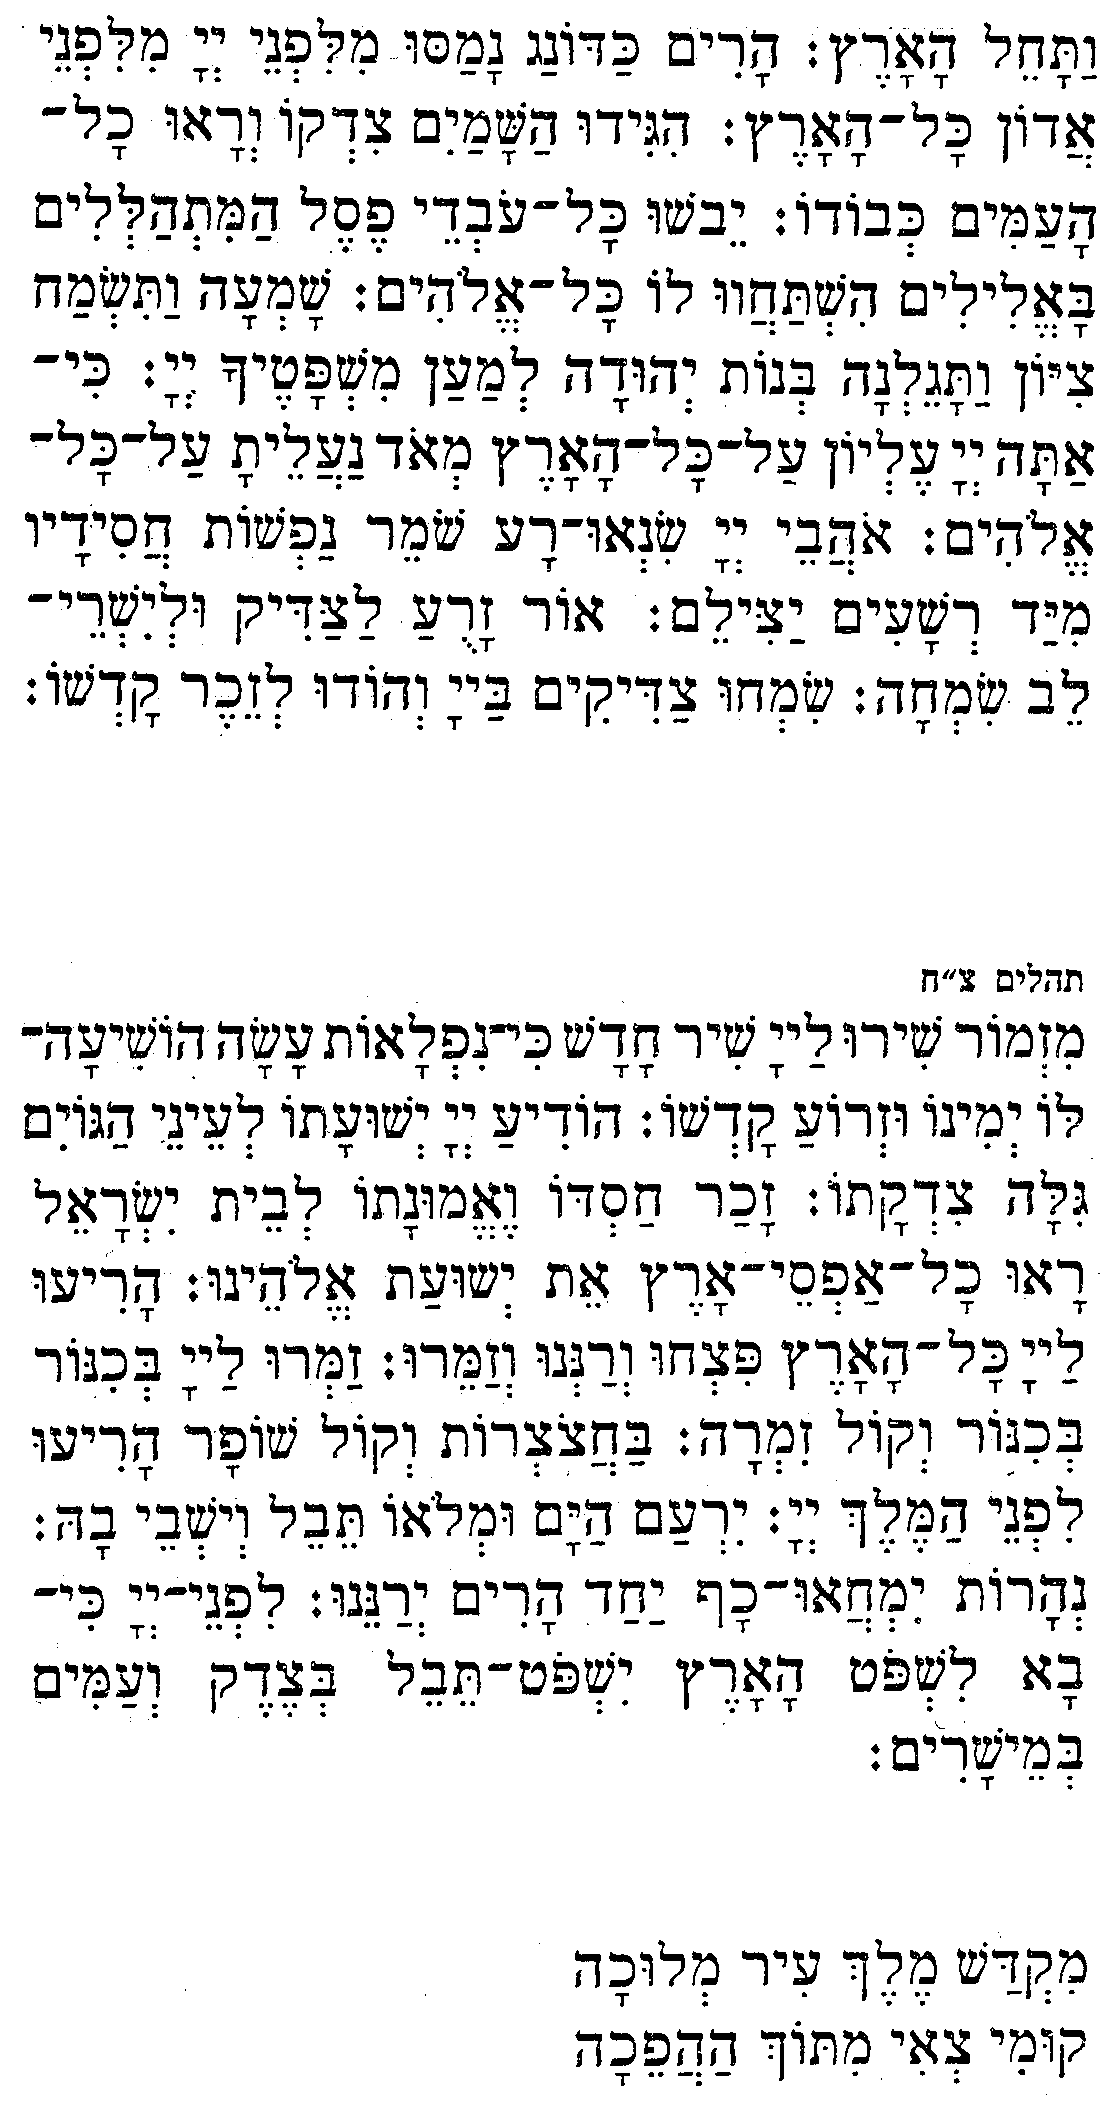 וַתָּחֵל הָאָרֶץ: הָרִים כַּדּוֹנַג נָמַסּוּ מִלִּפְנֵי יְיָ מִלִּפְנֵי
אֲדוֹן כָּל־הָאָרֶץ: הִגִּידוּ הַשָּׁמַיִם צִדְקוֹ וְרָאוּ כָל־
הָעַמִּים כְּבוֹדוֹ: יֵבשׁוּ כָּל־עֹבְדֵי פֶסֶל הַמִּתְהַלְּלִים
בָּאֱלִילִים הִשְׁתַּחֲווּ לוֹ כָּל־אֱלֹהִים: שָׁמְעָה וַתִּשְׂמַח
צִיּוֹן וַתָּגֵלְנָה בְּנוֹת יְהוּדָה לְמַעַן מִשְׁפָּטֶיךָ יְיָ: כִּי־
אַתָּה יְיָ עֶלְיוֹן עַל־כָּל־הָאָרֶץ מְאֹד נַעֲלֵיתָ עַל־כָּל־
אֱלֹהִים: אֹהֲבֵי יְיָ שִׂנְאוּ־רָע שֹׁמֵר נַפְשׁוֹת חֲסִידָיו
מִיַּד רְשָׁעִים יַצִּילֵם: אוֹר זָרֻעַ לַצַּדִּיק וּלְיִשְׁרֵי־
לֵב שִׂמְחָה: שִׂמְחוּ צַדִּיקִים בַּייָ וְהוֹדוּ לְזֵכֶר קָדְשׁוֹ:
תהלים צ״ח
מִזְמוֹר שִׁירוּ לַייָ שִׁיר חָדָשׁ כִּי־נִפְלָאוֹת עָשָׂה הוֹשִׁיעָה־
לּוֹ יְמִינוֹ וּזְרוֹעַ קָדְשׁוֹ: הוֹדִיעַ יְיָ יְשׁוּעָתוֹ לְעֵינֵי הַגּוֹיִם
גִּלָּה צִדְקָתוֹ: זָכַר חַסְדּוֹ וֶאֱמוּנָתוֹ לְבֵית יִשְׂרָאֵל
רָאוּ כָל־אַפְסֵי־אָרֶץ אֵת יְשׁוּעַת אֱלֹהֵינוּ: הָרִיעוּ
לַייָ כָּל־הָאָרֶץ פִּצְחוּ וְרַנְּנוּ וְזַמֵּרוּ: זַמְּרוּ לַייָ בְּכִנּוֹר
בְּכִנּוֹר וְקוֹל זִמְרָה: בַּחֲצֹצְרוֹת וְקוֹל שׁוֹפָר הָרִיעוּ
לִפְנֵי הַמֶּלֶךְ יְיָ: יִרְעַם הַיָּם וּמְלֹאוֹ תֵּבֵל וְיֹשְׁבֵי בָהּ:
נְהָרוֹת יִמְחֲאוּ־כָף יַחַד הָרִים יְרַנֵּנוּ: לִפְנֵי־יְיָ כִּי־
בָא לִשְׁפֹּט הָאָרֶץ יִשְׁפֹּט־תֵּבֵל בְּצֶדֶק וְעַמִּים
בְּמֵישָׁרִים:
מִקְדַּשׁ מֶלֶךְ עִיר מְלוּכָה
קוּמִי צְאִי מִתּוֹךְ הַהֲפֵכָה